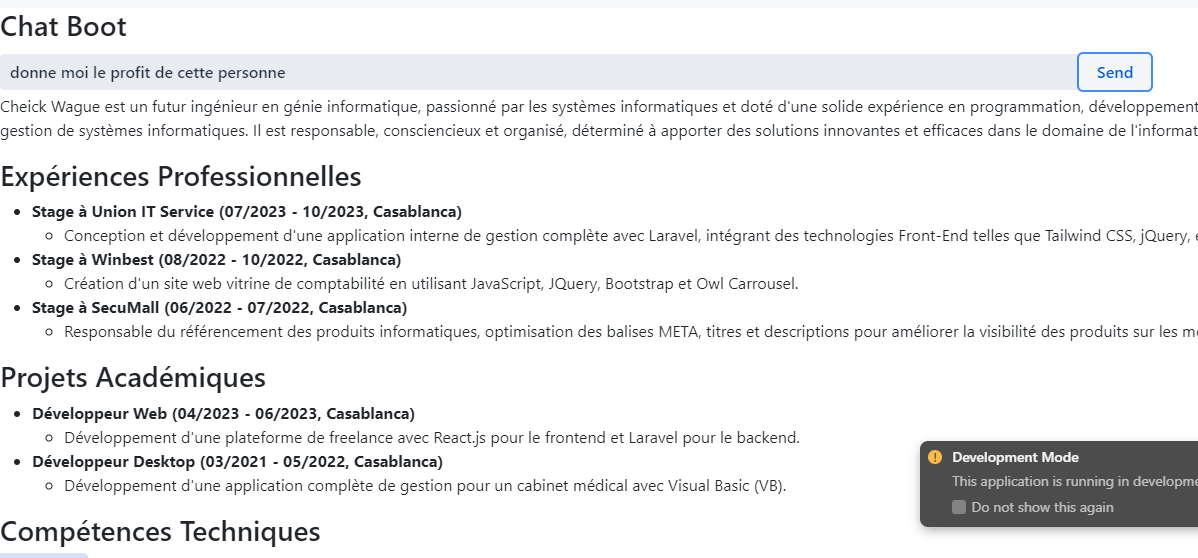 Chat Boot
donne moi le profit de cette personne
Send
Cheick Wague est un futur ingénieur en génie informatique, passionné par les systèmes informatiques et doté d'une solide expérience en programmation, développement
gestion de systèmes informatiques. Il est responsable, consciencieux et organisé, déterminé à apporter des solutions innovantes et efficaces dans le domaine de l'informat
Expériences Professionnelles
Stage à Union IT Service (07/2023 - 10/2023, Casablanca)
Conception et développement d'une application interne de gestion complète avec Laravel, intégrant des technologies Front-End telles que Tailwind CSS, jQuery,
Stage à Winbest (08/2022 - 10/2022, Casablanca)
Création d'un site web vitrine de comptabilité en utilisant JavaScript, JQuery, Bootstrap et Owl Carrousel.
Stage à SecuMall (06/2022 - 07/2022, Casablanca)
Responsable du référencement des produits informatiques, optimisation des balises META, titres et descriptions pour améliorer la visibilité des produits sur les
Projets Académiques
Développeur Web (04/2023 - 06/2023, Casablanca)
Développement d'une plateforme de freelance avec React.js pour le frontend et Laravel pour le backend.
Développeur Desktop (03/2021 - 05/2022, Casablanca)
Développement d'une application complète de gestion pour un cabinet médical avec Visual Basic (VB).
Development Mode
This application is running in developme
Do not show this again
Compétences Techniques